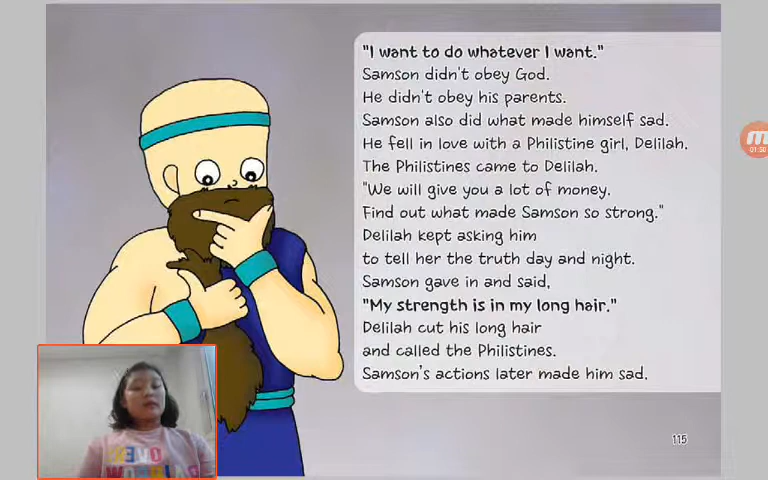 "I want to do whatever I want."
Samson didn't obey God.
He didn't obey his parents.
Samson also did what made himself sad.
He fell in love with a Philistine girl, Delilah.
The Philistines came to Delilah.
"We will give you a lot of money.
Find out what made Samson so strong."
Delilah kept asking him
to tell her the truth day and night.
Samson gave in and said,
"My strength is in my long hair."
Delilah cut his long hair
and called the Philistines.
Samson's actions later made him sad.
115
m
01:50